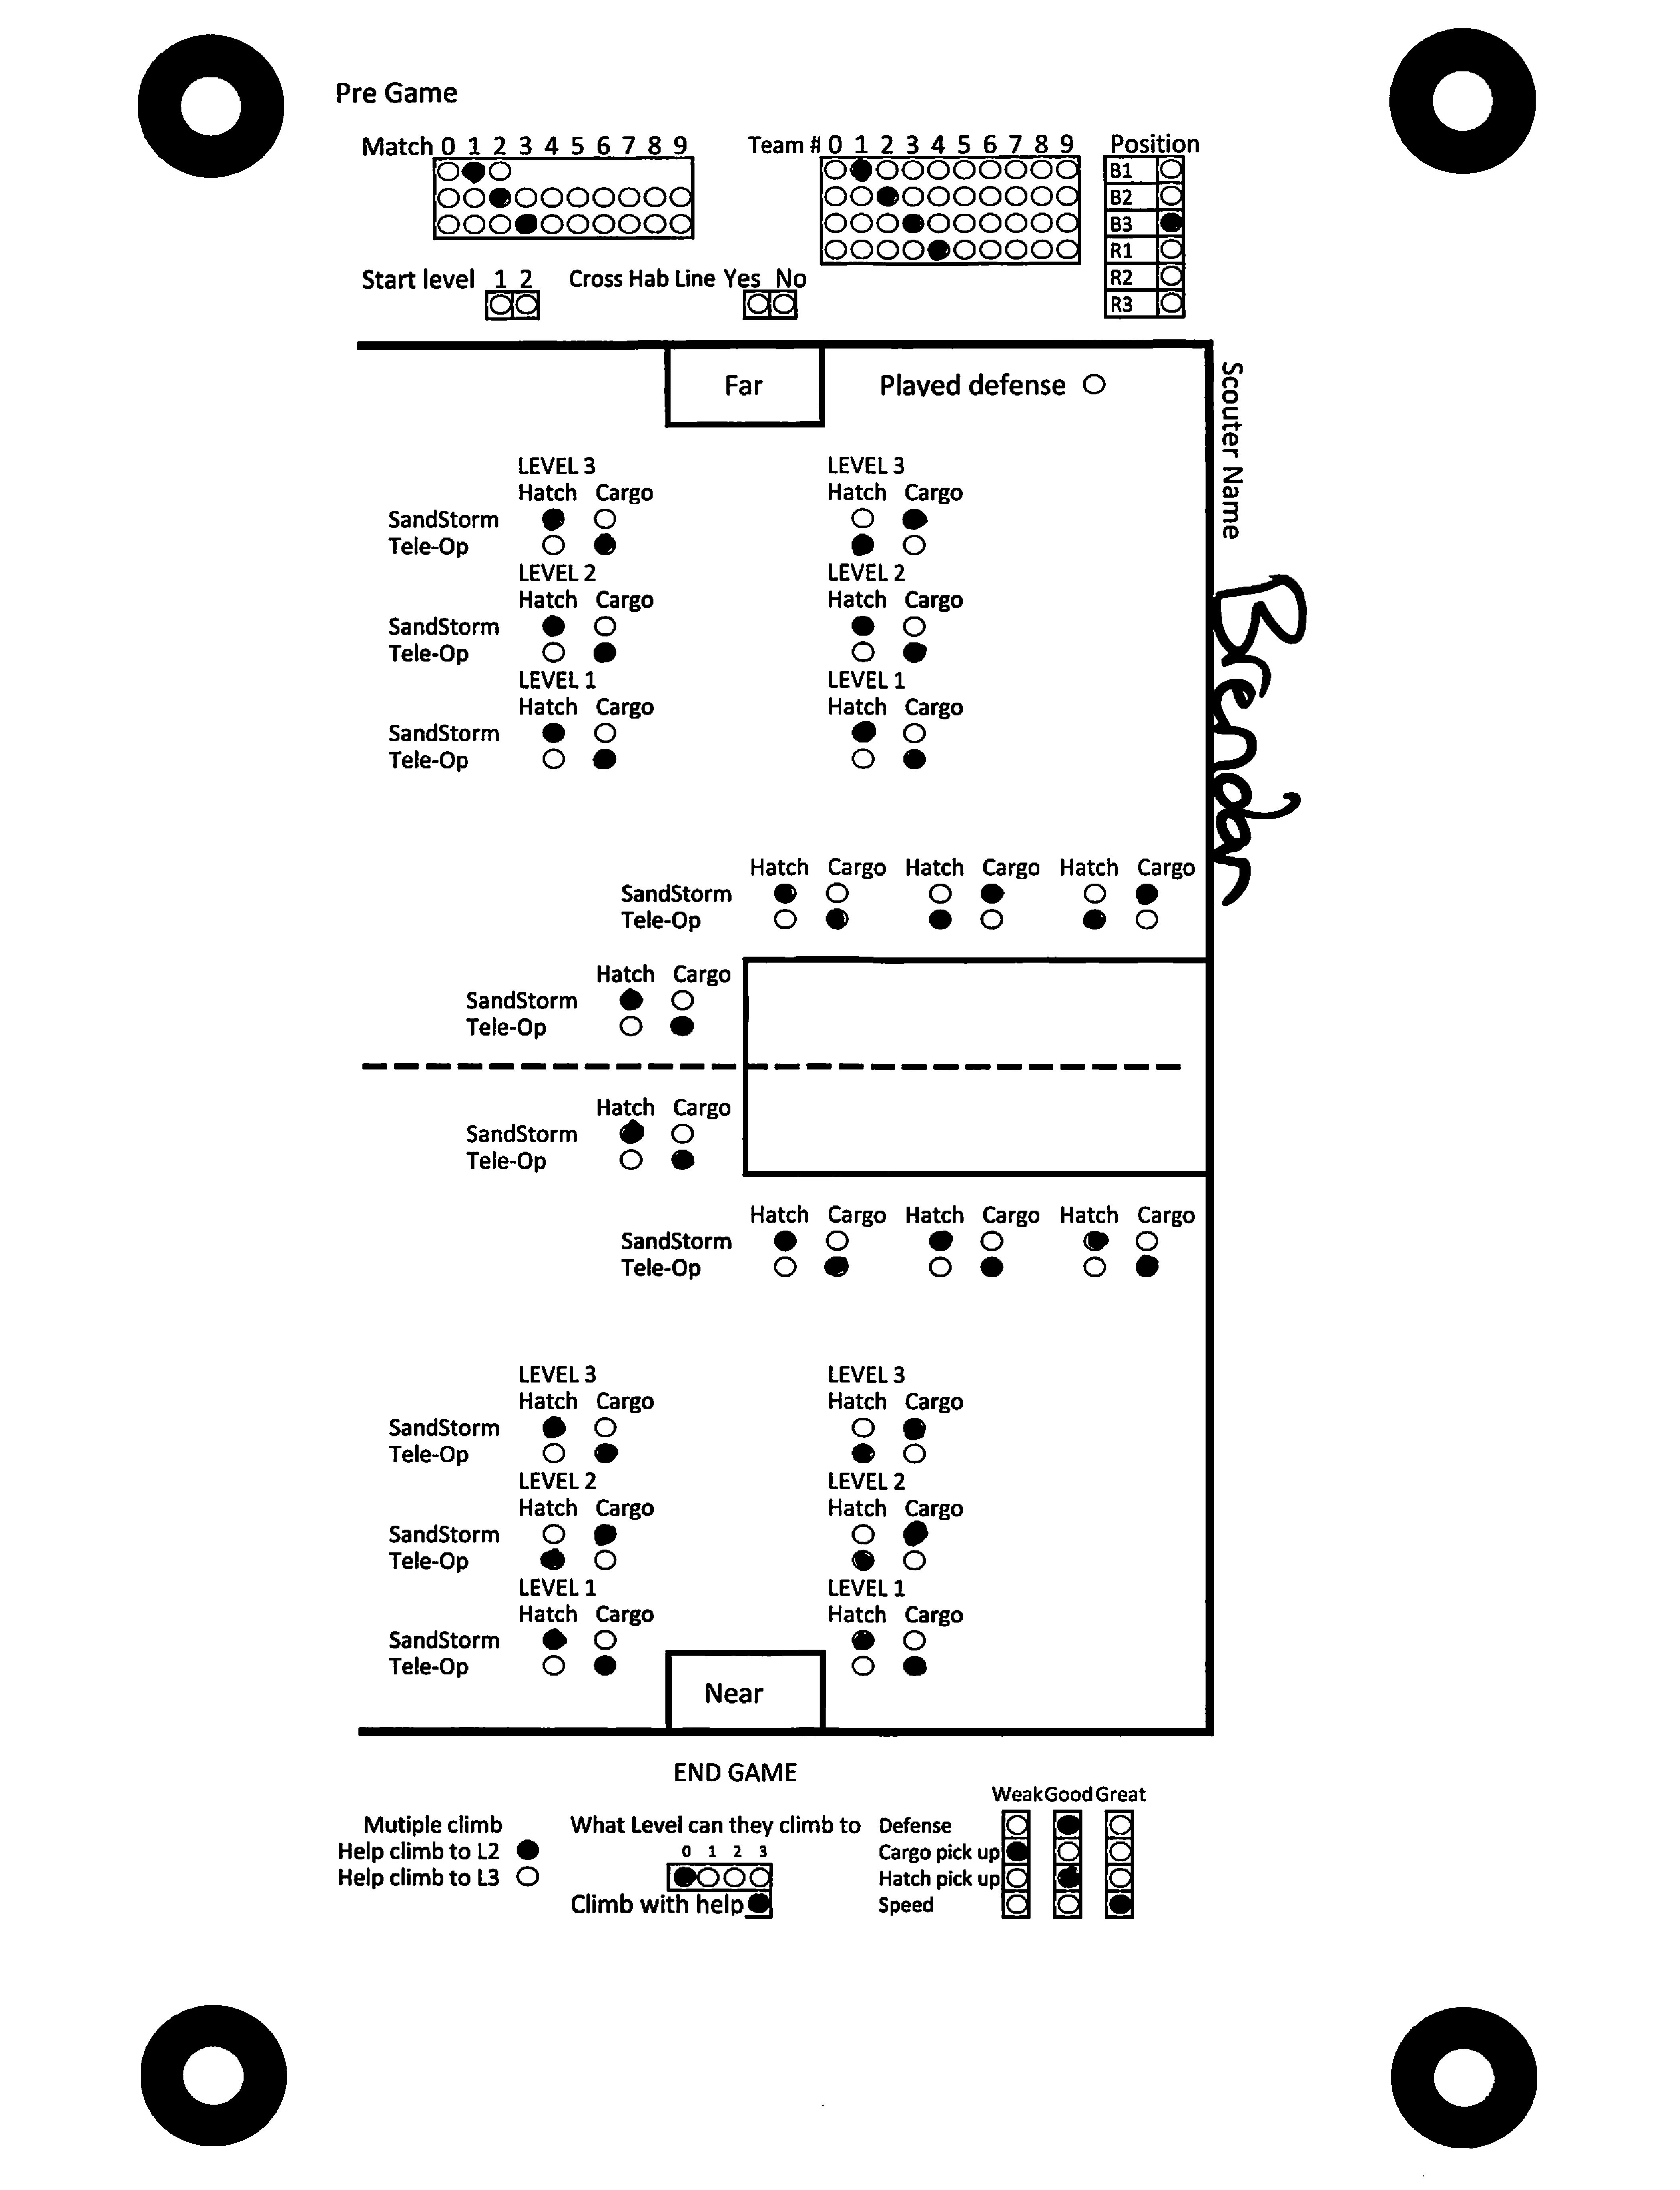 Pre Game
Match 0 1 2 3 4 5 6 7 8 9
Team # 0 1 2 3 4 5 6 7 8 9
Position
B1
B2
B3
R1
R2
R3
Start level 1 2
Cross Hab Line Yes No
Far
Played defense
Scouter Name
Brendan
LEVEL 3 LEVEL 3
Hatch Cargo Hatch Cargo
SandStorm
Tele-Op
LEVEL 2 LEVEL 2
Hatch Cargo Hatch Cargo
SandStorm
Tele-Op
LEVEL 1 LEVEL 1
Hatch Cargo Hatch Cargo
SandStorm
Tele-Op
Hatch Cargo Hatch Cargo Hatch Cargo
SandStorm
Tele-Op
Hatch Cargo
SandStorm
Tele-Op
Hatch Cargo
SandStorm
Tele-Op
Hatch Cargo Hatch Cargo Hatch Cargo
SandStorm
Tele-Op
LEVEL 3 LEVEL 3
Hatch Cargo Hatch Cargo
SandStorm
Tele-Op
LEVEL 2 LEVEL 2
Hatch Cargo Hatch Cargo
SandStorm
Tele-Op
LEVEL 1 LEVEL 1
Hatch Cargo Hatch Cargo
SandStorm
Tele-Op
Near
END GAME
Mutiple climb
Help climb to L2
Help climb to L3
What Level can they climb to
0 1 2 3
Climb with help
Weak Good Great
Defense
Cargo pick up
Hatch pick up
Speed